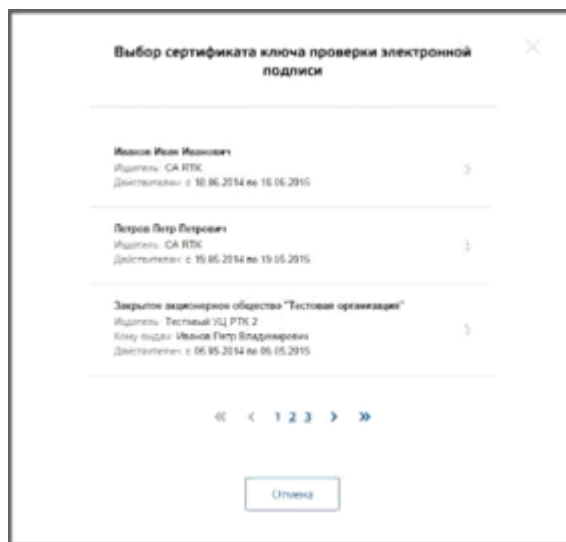 Выбор сертификата ключа проверки электронной
подписи
Иванов Иван Иванович
Издатель: CA RTK
Действителен: с 18.06.2014 по 18.06.2015
Петров Петр Петрович
Издатель: CA RTK
Действителен: с 19.05.2014 по 19.05.2015
Закрытое акционерное общество "Тестовая организация"
Издатель: Тестовый УЦ РТК 2
Кому выдан: Иванов Петр Владимирович
Действителен: с 06.05.2014 по 06.05.2015
« < 1 2 3 > »
Отмена